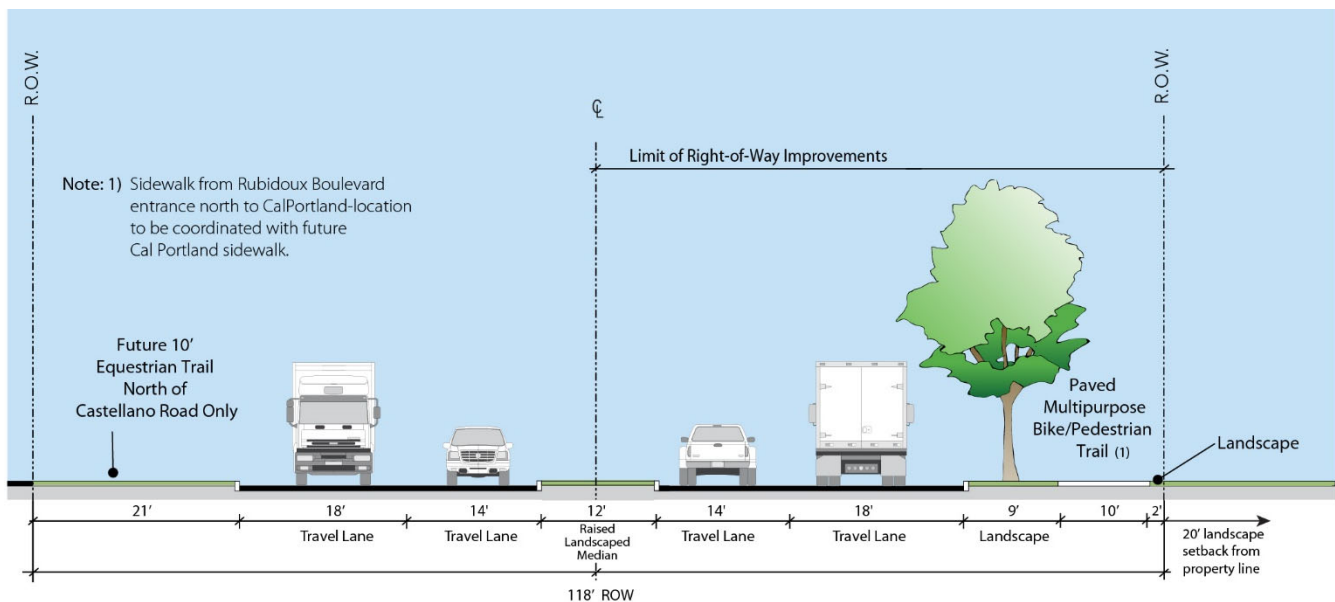 R.O.W.
R.O.W.
℄
Limit of Right-of-Way Improvements
Note: 1) Sidewalk from Rubidoux Boulevard
entrance north to CalPortland-location
to be coordinated with future
Cal Portland sidewalk.
Future 10'
Equestrian Trail
North of
Castellano Road Only
Paved
Multipurpose
Bike/Pedestrian
Trail (1)
Landscape
21' 18' 14' 12' 14' 18' 9' 10' 2'
Travel Lane Travel Lane Raised Travel Lane Travel Lane Landscape
Landscaped
Median
20' landscape
setback from
property line
118' ROW